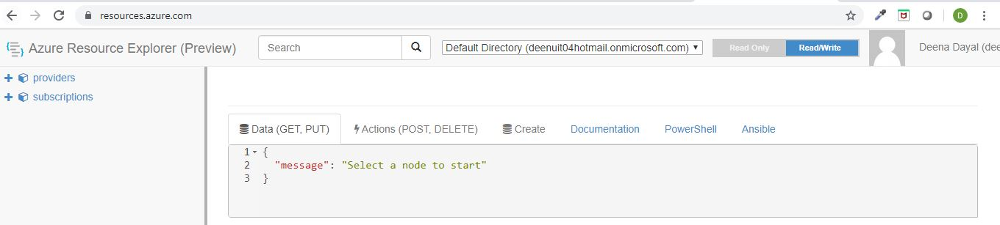 resources.azure.com
D
Azure Resource Explorer (Preview)
Search
Default Directory (deenuit04hotmail.onmicrosoft.com)
Read Only
Read/Write
Deena Dayal (dee
providers
subscriptions
Data (GET, PUT)
Actions (POST, DELETE)
Create
Documentation
PowerShell
Ansible
1 {
2 "message": "Select a node to start"
3 }